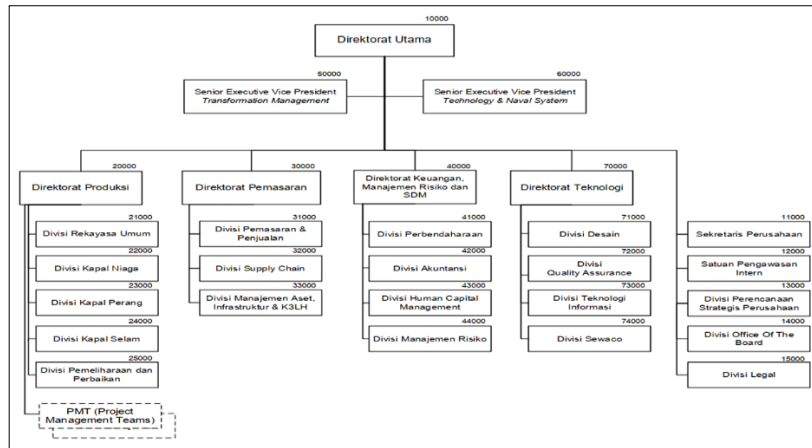 10000
Direktorat Utama
50000
Senior Executive Vice President
Transformation Management
60000
Senior Executive Vice President
Technology & Naval System
20000
Direktorat Produksi
30000
Direktorat Pemasaran
40000
Direktorat Keuangan,
Manajemen Risiko dan
SDM
70000
Direktorat Teknologi
21000
Divisi Rekayasa Umum
22000
Divisi Kapal Niaga
23000
Divisi Kapal Perang
24000
Divisi Kapal Selam
25000
Divisi Pemeliharaan dan
Perbaikan
PMT (Project
Management Teams)
31000
Divisi Pemasaran &
Penjualan
32000
Divisi Supply Chain
33000
Divisi Manajemen Aset,
Infrastruktur & K3LH
41000
Divisi Perbendaharaan
42000
Divisi Akuntansi
43000
Divisi Human Capital
Management
44000
Divisi Manajemen Risiko
71000
Divisi Desain
72000
Divisi
Quality Assurance
73000
Divisi Teknologi
Informasi
74000
Divisi Sewaco
11000
Sekretaris Perusahaan
12000
Satuan Pengawasan
Intern
13000
Divisi Perencanaan
Strategis Perusahaan
14000
Divisi Office Of The
Board
15000
Divisi Legal